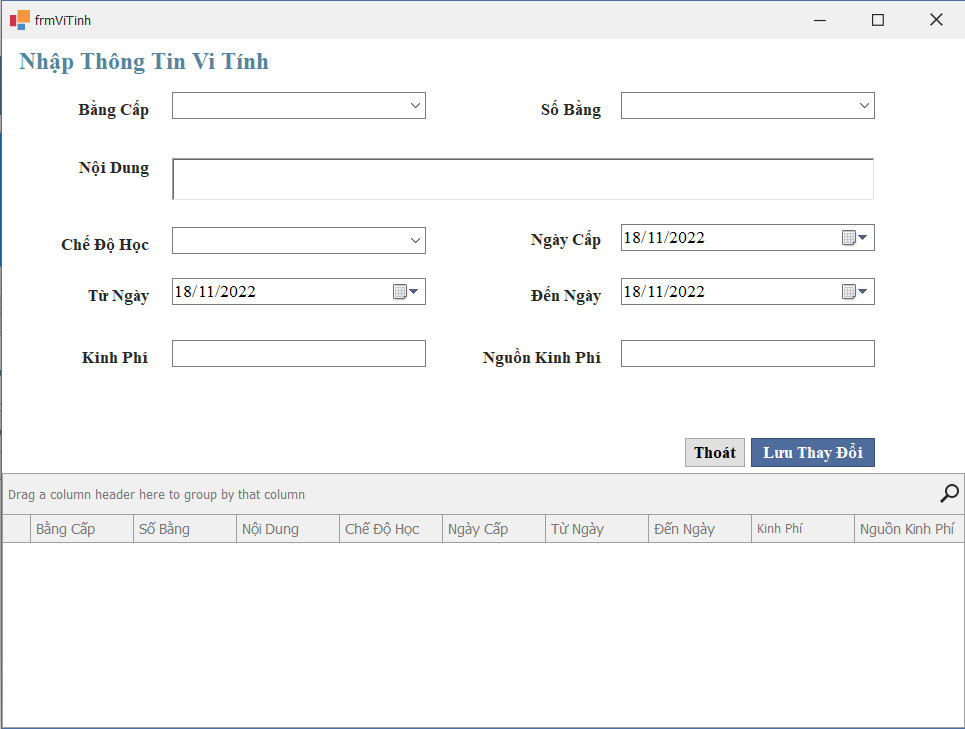 frmViTinh
Nhập Thông Tin Vi Tính
Bằng Cấp
Số Bằng
Nội Dung
Chế Độ Học
Ngày Cấp
18/11/2022
Từ Ngày
18/11/2022
Đến Ngày
18/11/2022
Kinh Phí
Nguồn Kinh Phí
Thoát
Lưu Thay Đổi
Drag a column header here to group by that column
Bằng Cấp Số Bằng Nội Dung Chế Độ Học Ngày Cấp Từ Ngày Đến Ngày Kinh Phí Nguồn Kinh Phí